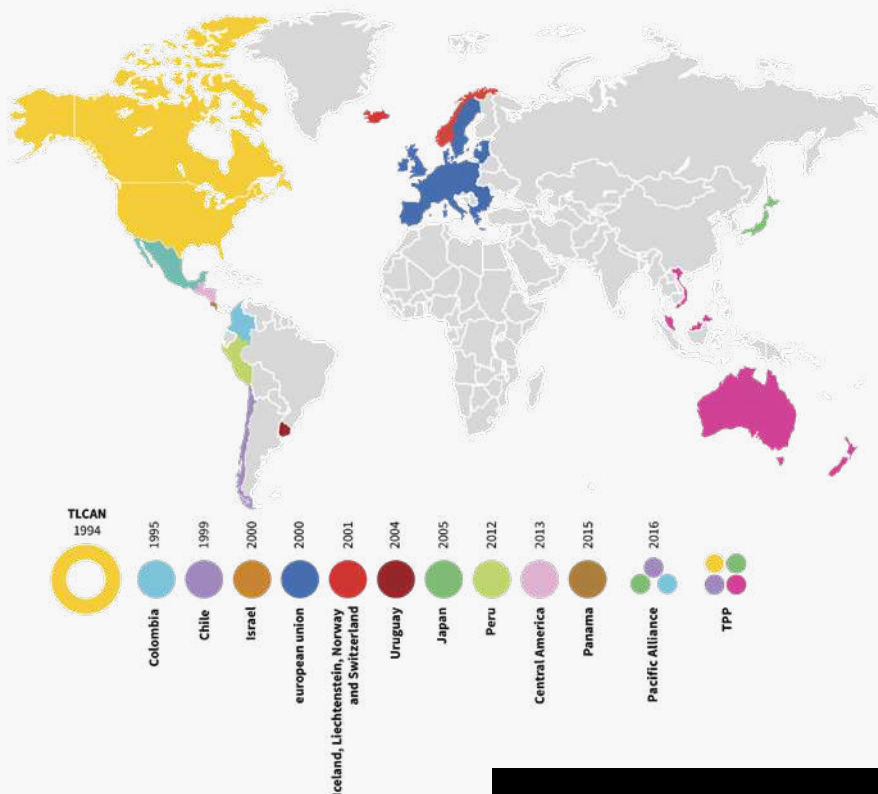 TLCAN
1994
1995
Colombia
1999
Chile
2000
Israel
2000
european union
2001
Iceland, Liechtenstein, Norway
and Switzerland
2004
Uruguay
2005
Japan
2012
Peru
2013
Central America
2015
Panama
2016
Pacific Alliance
TPP